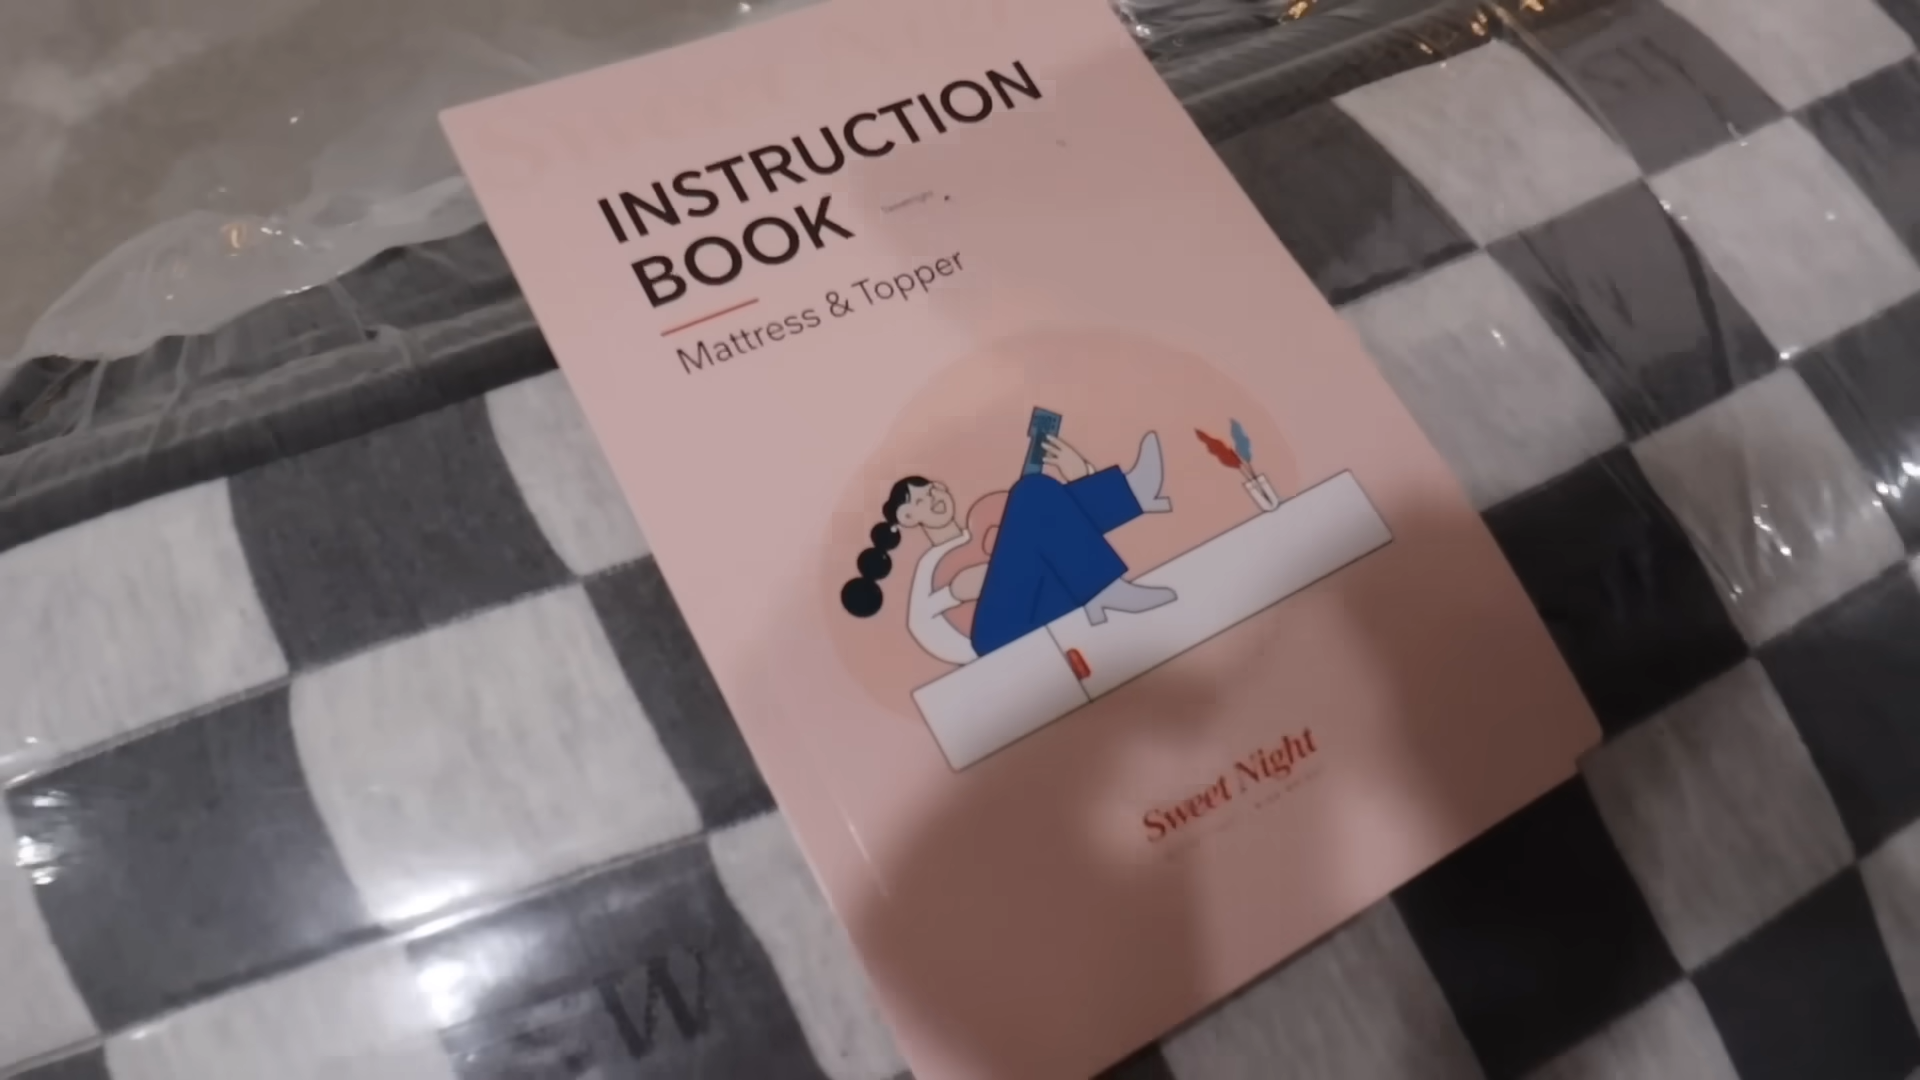 INSTRUCTION
BOOK
Mattress & Topper
Sweet Night
W